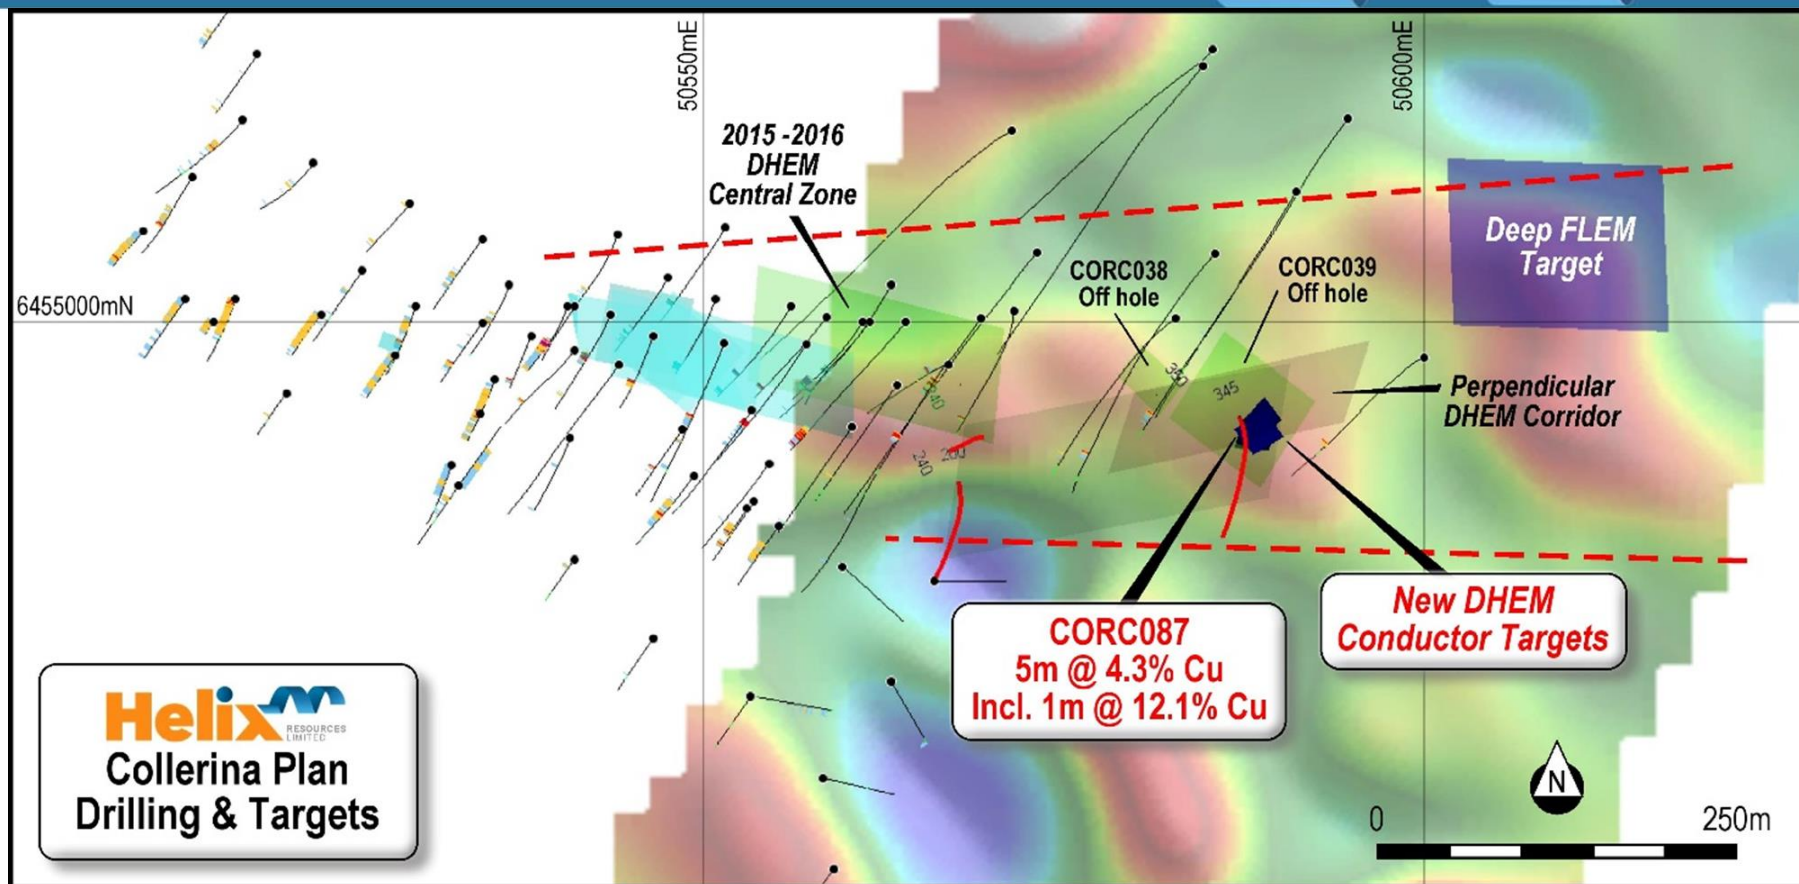 50550mE
50600mE
2015 -2016
DHEM
Central Zone
Deep FLEM
Target
CORC038
Off hole
CORC039
Off hole
6455000mN
350
345
340
Perpendicular
DHEM Corridor
240
200
CORC087
5m @ 4.3% Cu
Incl. 1m @ 12.1% Cu
New DHEM
Conductor Targets
Helix
RESOURCES
LIMITED
Collerina Plan
Drilling & Targets
N
0
250m